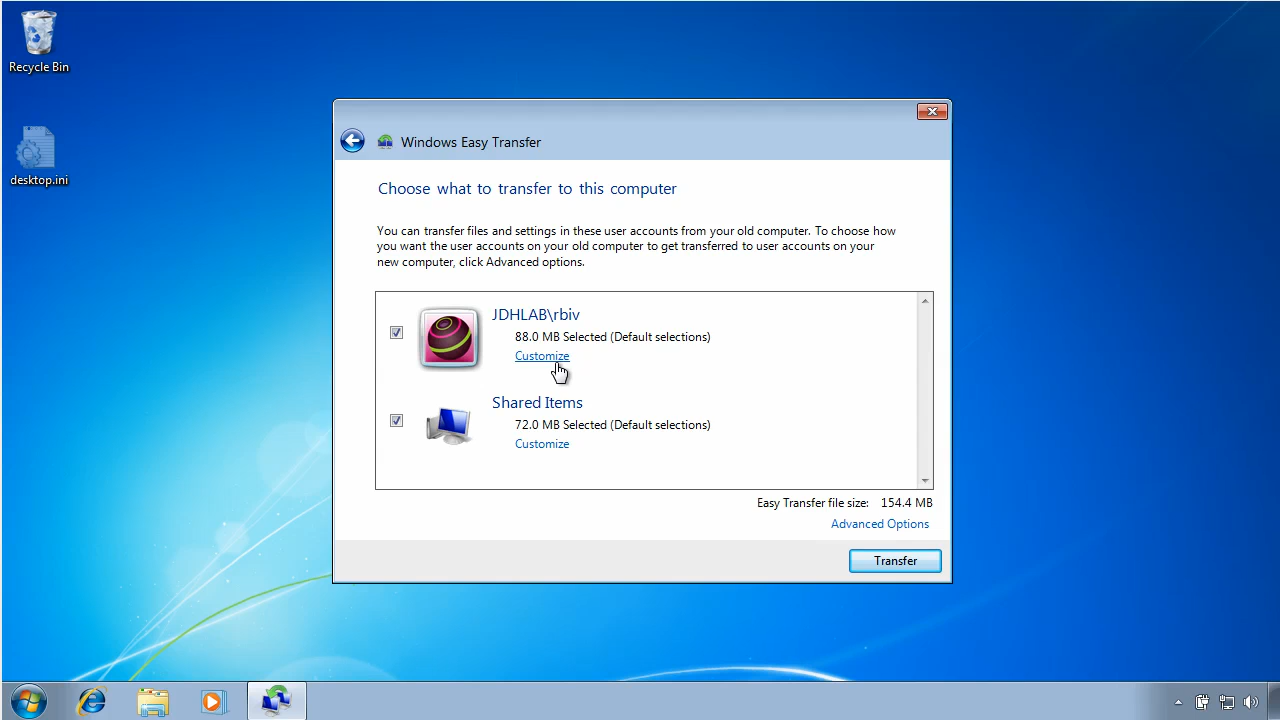 Recycle Bin
desktop.ini
Windows Easy Transfer
Choose what to transfer to this computer
You can transfer files and settings in these user accounts from your old computer. To choose how
you want the user accounts on your old computer to get transferred to user accounts on your
new computer, click Advanced options.
JDHLAB\rbiv
88.0 MB Selected (Default selections)
Customize
Shared Items
72.0 MB Selected (Default selections)
Customize
Easy Transfer file size: 154.4 MB
Advanced Options
Transfer